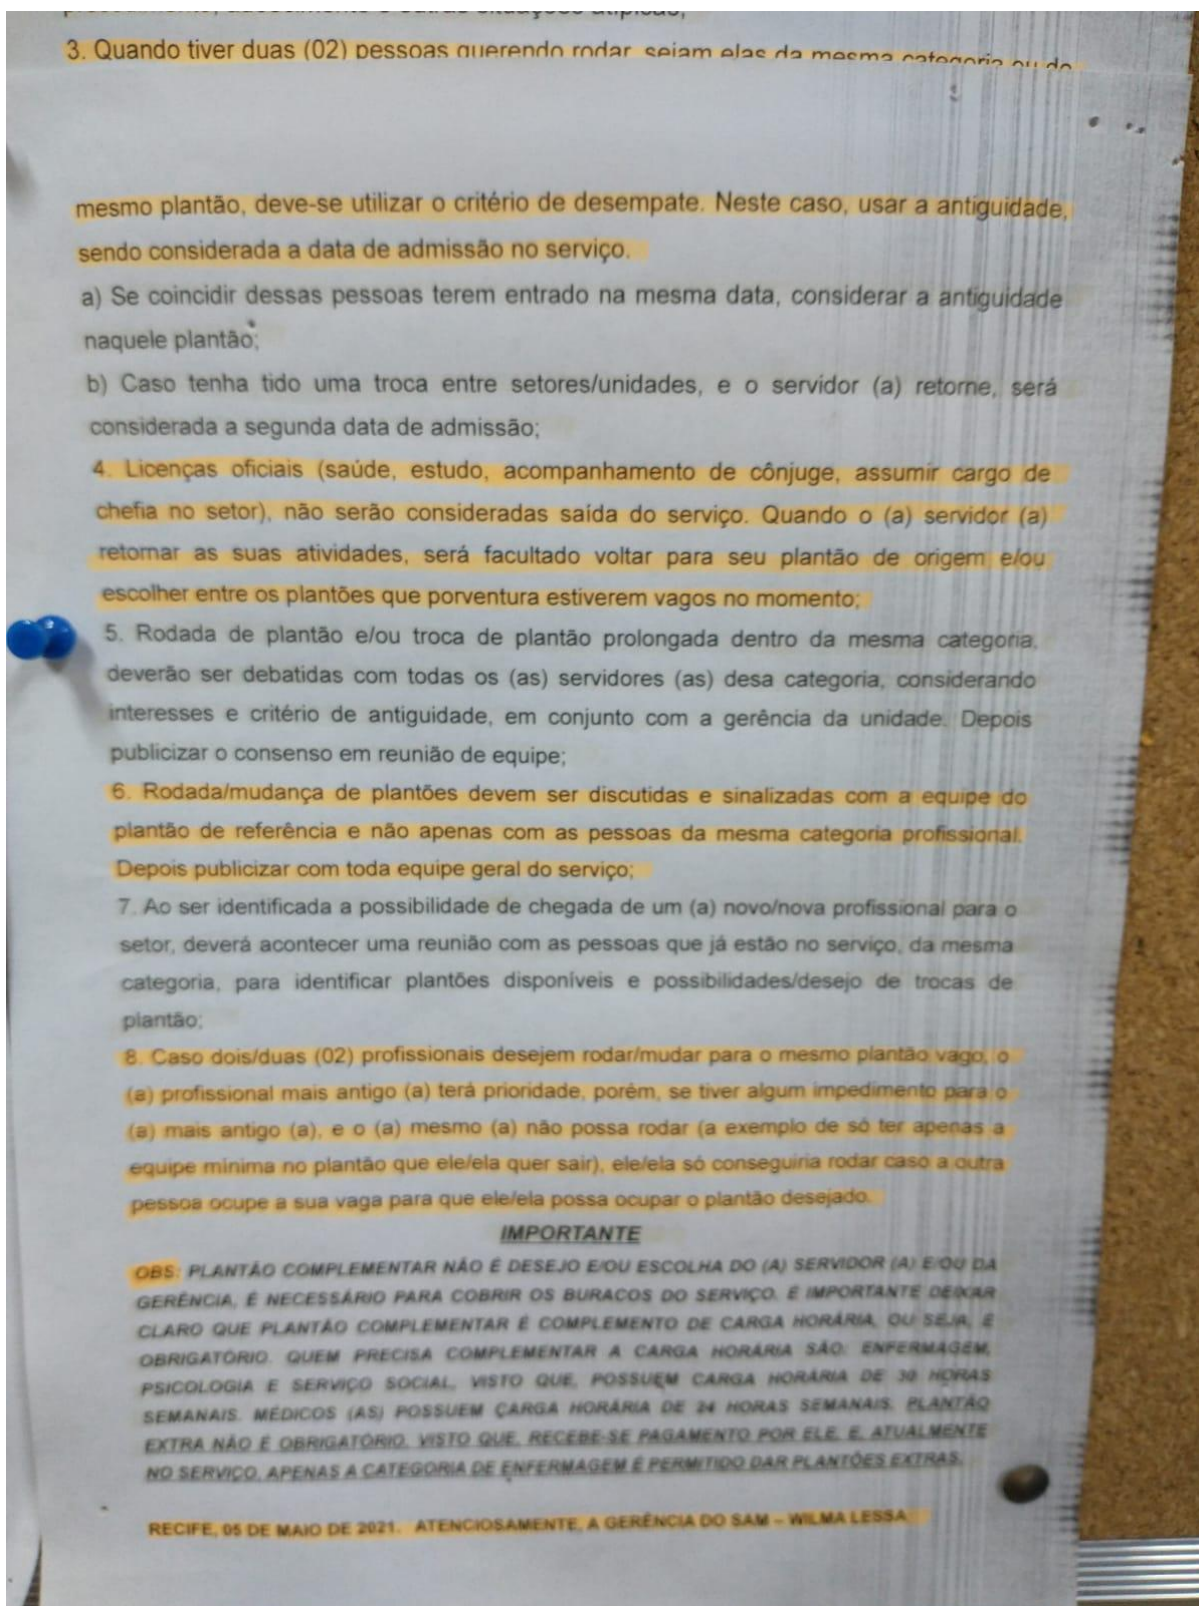 3. Quando tiver duas (02) pessoas querendo rodar, sejam elas da mesma categoria ou do
mesmo plantão, deve-se utilizar o critério de desempate. Neste caso, usar a antiguidade,
sendo considerada a data de admissão no serviço.
a) Se coincidir dessas pessoas terem entrado na mesma data, considerar a antiguidade
naquele plantão;
b) Caso tenha tido uma troca entre setores/unidades, e o servidor (a) retorne, será
considerada a segunda data de admissão;
4. Licenças oficiais (saúde, estudo, acompanhamento de cônjuge, assumir cargo de
chefia no setor), não serão consideradas saída do serviço. Quando o (a) servidor (a)
retornar as suas atividades, será facultado voltar para seu plantão de origem e/ou
escolher entre os plantões que porventura estiverem vagos no momento;
5. Rodada de plantão e/ou troca de plantão prolongada dentro da mesma categoria,
deverão ser debatidas com todas os (as) servidores (as) desa categoria, considerando
interesses e critério de antiguidade, em conjunto com a gerência da unidade. Depois
publicizar o consenso em reunião de equipe;
6. Rodada/mudança de plantões devem ser discutidas e sinalizadas com a equipe do
plantão de referência e não apenas com as pessoas da mesma categoria profissional.
Depois publicizar com toda equipe geral do serviço;
7. Ao ser identificada a possibilidade de chegada de um (a) novo/nova profissional para o
setor, deverá acontecer uma reunião com as pessoas que já estão no serviço, da mesma
categoria, para identificar plantões disponíveis e possibilidades/desejo de trocas de
plantão;
8. Caso dois/duas (02) profissionais desejem rodar/mudar para o mesmo plantão vago, o
(a) profissional mais antigo (a) terá prioridade, porém, se tiver algum impedimento para o
(a) mais antigo (a), e o (a) mesmo (a) não possa rodar (a exemplo de só ter apenas a
equipe mínima no plantão que ele/ela quer sair), ele/ela só conseguiria rodar caso a outra
pessoa ocupe a sua vaga para que ele/ela possa ocupar o plantão desejado.
IMPORTANTE
OBS: PLANTÃO COMPLEMENTAR NÃO É DESEJO E/OU ESCOLHA DO (A) SERVIDOR (A) E/OU DA
GERÊNCIA, É NECESSÁRIO PARA COBRIR OS BURACOS DO SERVIÇO. É IMPORTANTE DEIXAR
CLARO QUE PLANTÃO COMPLEMENTAR É COMPLEMENTO DE CARGA HORÁRIA, OU SEJA, É
OBRIGATÓRIO. QUEM PRECISA COMPLEMENTAR A CARGA HORÁRIA SÃO: ENFERMAGEM,
PSICOLOGIA E SERVIÇO SOCIAL, VISTO QUE, POSSUEM CARGA HORÁRIA DE 30 HORAS
SEMANAIS. MÉDICOS (AS) POSSUEM CARGA HORÁRIA DE 24 HORAS SEMANAIS. PLANTÃO
EXTRA NÃO É OBRIGATÓRIO, VISTO QUE, RECEBE-SE PAGAMENTO POR ELE, E, ATUALMENTE
NO SERVIÇO, APENAS A CATEGORIA DE ENFERMAGEM É PERMITIDO DAR PLANTÕES EXTRAS.
RECIFE, 05 DE MAIO DE 2021. ATENCIOSAMENTE, A GERÊNCIA DO SAM – WILMA LESSA